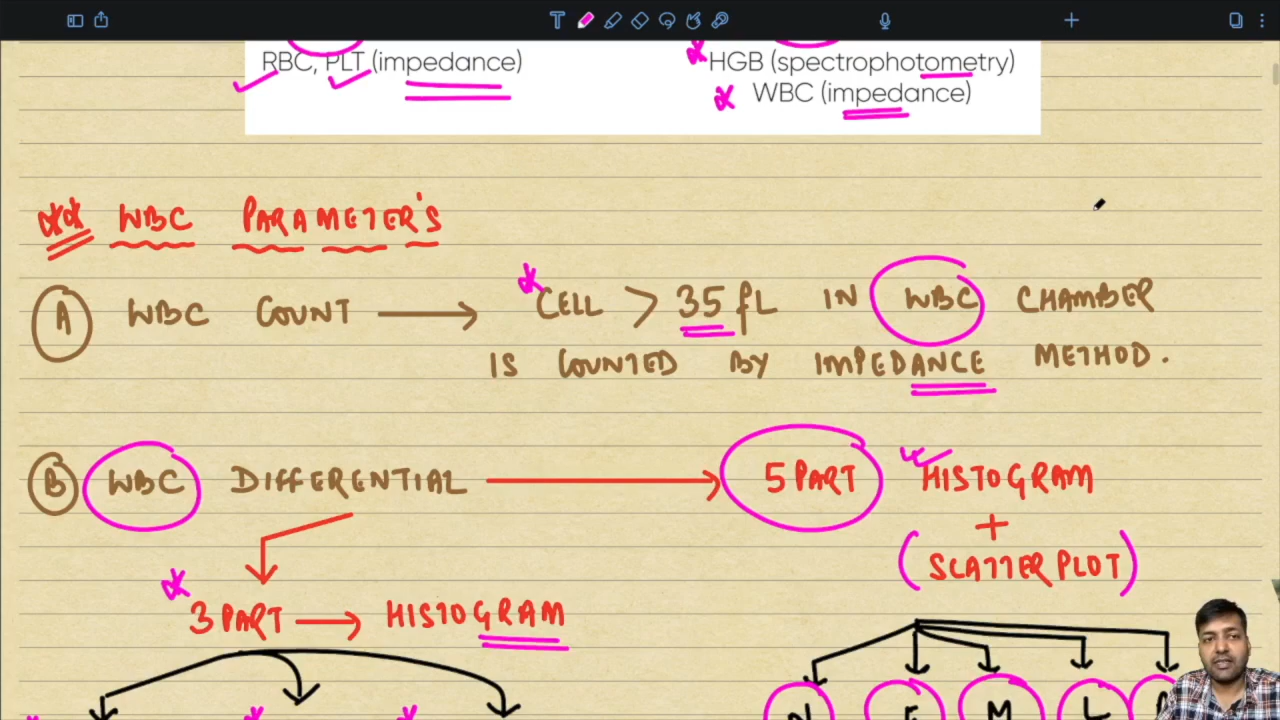 RBC, PLT (impedance)
HGB (spectrophotometry)
WBC (impedance)
WBC PARAMETER'S
A WBC COUNT → CELL > 35 fL IN WBC CHAMBER
IS COUNTED BY IMPEDANCE METHOD.
B WBC DIFFERENTIAL → 5 PART HISTOGRAM
+
(SCATTER PLOT)
3 PART → HISTOGRAM
N E M L